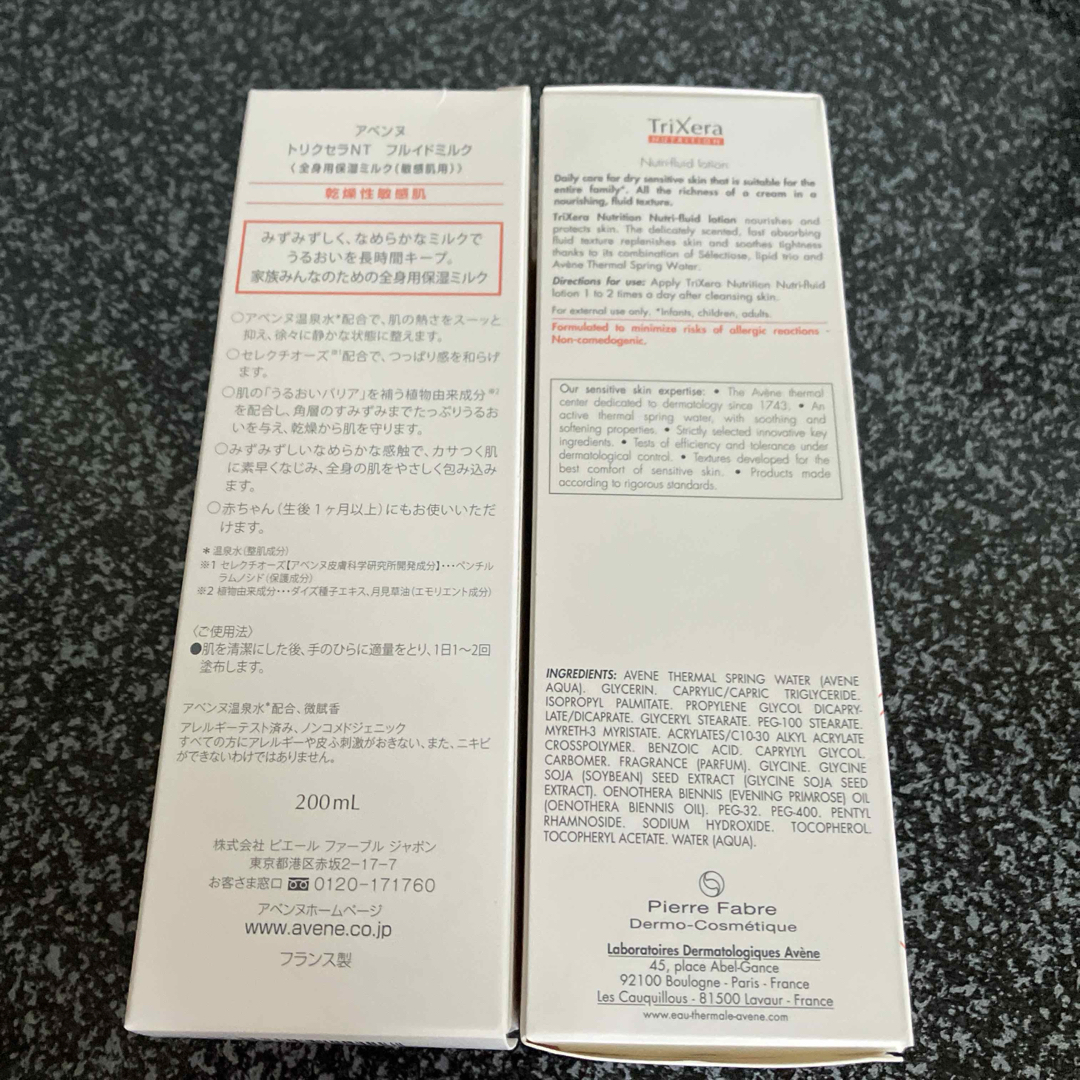 アベンヌ
トリクセラNT フルイドミルク
〈全身用保湿ミルク(敏感肌用)〉
乾燥性敏感肌
みずみずしく、なめらかなミルクで
うるおいを長時間キープ。
家族みんなのための全身用保湿ミルク
○アベンヌ温泉水*配合で、肌の熱さをスーッと
抑え、徐々に静かな状態に整えます。
○セレクチオーズ※1配合で、つっぱり感を和らげ
ます。
○肌の「うるおいバリア」を補う植物由来成分※2
を配合し、角層のすみずみまでたっぷりうるお
いを与え、乾燥から肌を守ります。
○みずみずしいなめらかな感触で、カサつく肌
に素早くなじみ、全身の肌をやさしく包み込み
ます。
○赤ちゃん(生後1ヶ月以上)にもお使いいただ
けます。
*温泉水(整肌成分)
※1 セレクチオーズ【アベンヌ皮膚科学研究所開発成分】・・・ペンチル
ラムノシド(保護成分)
※2 植物由来成分・・・ダイズ種子エキス、月見草油(エモリエント成分)
〈ご使用法〉
●肌を清潔にした後、手のひらに適量をとり、1日1〜2回
塗布します。
アベンヌ温泉水*配合、微賦香
アレルギーテスト済み、ノンコメドジェニック
すべての方にアレルギーや皮ふ刺激がおきない、また、ニキビ
ができないわけではありません。
200mL
株式会社 ピエール ファーブル ジャポン
東京都港区赤坂2-17-7
お客さま窓口 0120-171760
アベンヌホームページ
www.avene.co.jp
フランス製
TriXera
NUTRITION
Nutri-fluid lotion
Daily care for dry sensitive skin that is suitable for the
entire family*. All the richness of a cream in a
nourishing, fluid texture.
TriXera Nutrition Nutri-fluid lotion nourishes and
protects skin. The delicately scented, fast absorbing
fluid texture replenishes skin and soothes tightness
thanks to its combination of Sélectiose, lipid trio and
Avène Thermal Spring Water.
Directions for use: Apply TriXera Nutrition Nutri-fluid
lotion 1 to 2 times a day after cleansing skin.
For external use only. *Infants, children, adults.
Formulated to minimize risks of allergic reactions -
Non-comedogenic.
Our sensitive skin expertise: • The Avène thermal
center dedicated to dermatology since 1743. • An
active thermal spring water, with soothing and
softening properties. • Strictly selected innovative key
ingredients. • Tests of efficiency and tolerance under
dermatological control. • Textures developed for the
best comfort of sensitive skin. • Products made
according to rigorous standards.
INGREDIENTS: AVENE THERMAL SPRING WATER (AVENE
AQUA). GLYCERIN. CAPRYLIC/CAPRIC TRIGLYCERIDE.
ISOPROPYL PALMITATE. PROPYLENE GLYCOL DICAPRY-
LATE/DICAPRATE. GLYCERYL STEARATE. PEG-100 STEARATE.
MYRETH-3 MYRISTATE. ACRYLATES/C10-30 ALKYL ACRYLATE
CROSSPOLYMER. BENZOIC ACID. CAPRYLYL GLYCOL.
CARBOMER. FRAGRANCE (PARFUM). GLYCINE. GLYCINE
SOJA (SOYBEAN) SEED EXTRACT (GLYCINE SOJA SEED
EXTRACT). OENOTHERA BIENNIS (EVENING PRIMROSE) OIL
(OENOTHERA BIENNIS OIL). PEG-32. PEG-400. PENTYL
RHAMNOSIDE. SODIUM HYDROXIDE. TOCOPHEROL.
TOCOPHERYL ACETATE. WATER (AQUA).
Pierre Fabre
Dermo-Cosmétique
Laboratoires Dermatologiques Avène
45, place Abel-Gance
92100 Boulogne - Paris - France
Les Cauquillous - 81500 Lavaur - France
www.eau-thermale-avene.com